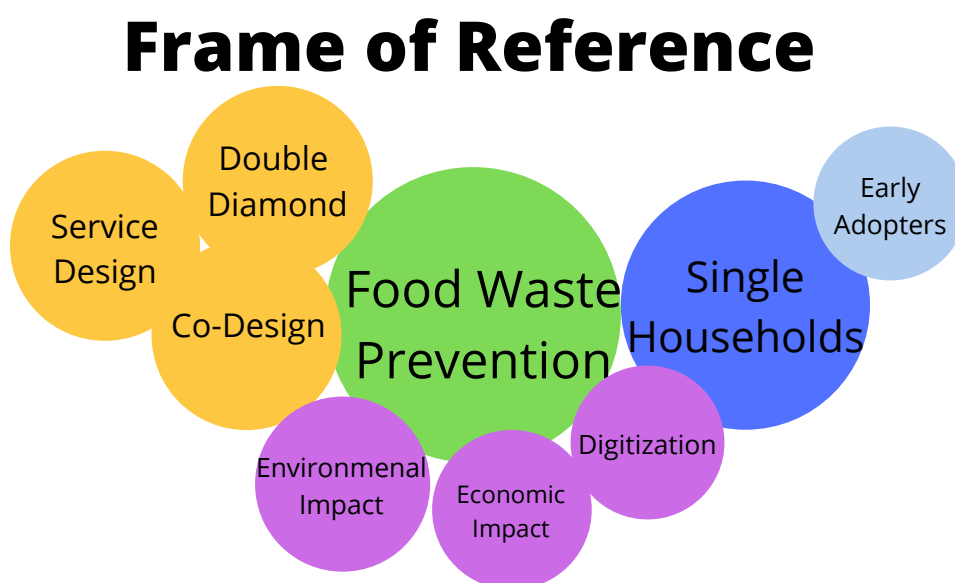 Frame of Reference
Double
Diamond
Service
Design
Co-Design
Food Waste
Prevention
Single
Households
Early
Adopters
Environmenal
Impact
Economic
Impact
Digitization